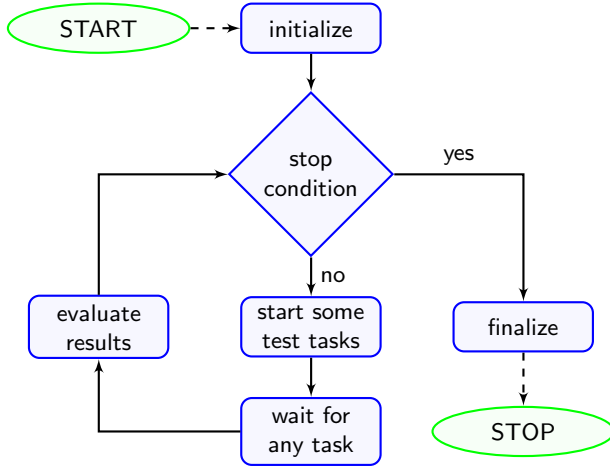 START
initialize
stop
condition
yes
no
evaluate
results
start some
test tasks
finalize
wait for
any task
STOP